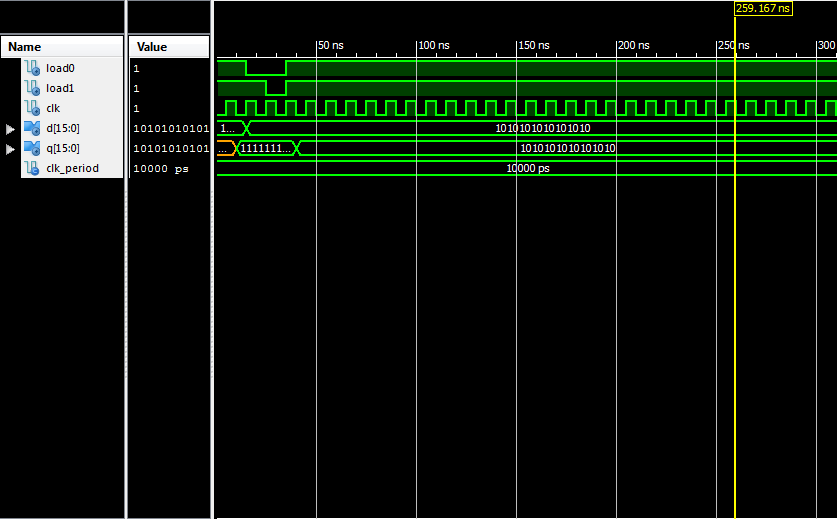 259.167 ns
Name Value
50 ns 100 ns 150 ns 200 ns 250 ns 300
load0 1
load1 1
clk 1
d[15:0] 10101010101 1... 1010101010101010
q[15:0] 10101010101 ... 1111111... 1010101010101010
clk_period 10000 ps 10000 ps